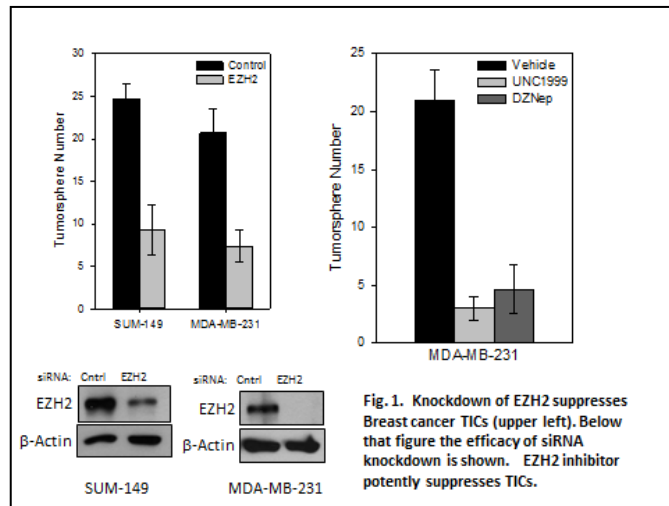 Control
EZH2
Tumorsphere Number
30
25
20
15
10
5
0
SUM-149 MDA-MB-231
Vehicle
UNC1999
DZNep
Tumorsphere Number
25
20
15
10
5
0
MDA-MB-231
siRNA: Cntrl EZH2
EZH2
β-Actin
SUM-149
siRNA: Cntrl EZH2
EZH2
β-Actin
MDA-MB-231
Fig. 1. Knockdown of EZH2 suppresses
Breast cancer TICs (upper left). Below
that figure the efficacy of siRNA
knockdown is shown. EZH2 inhibitor
potently suppresses TICs.